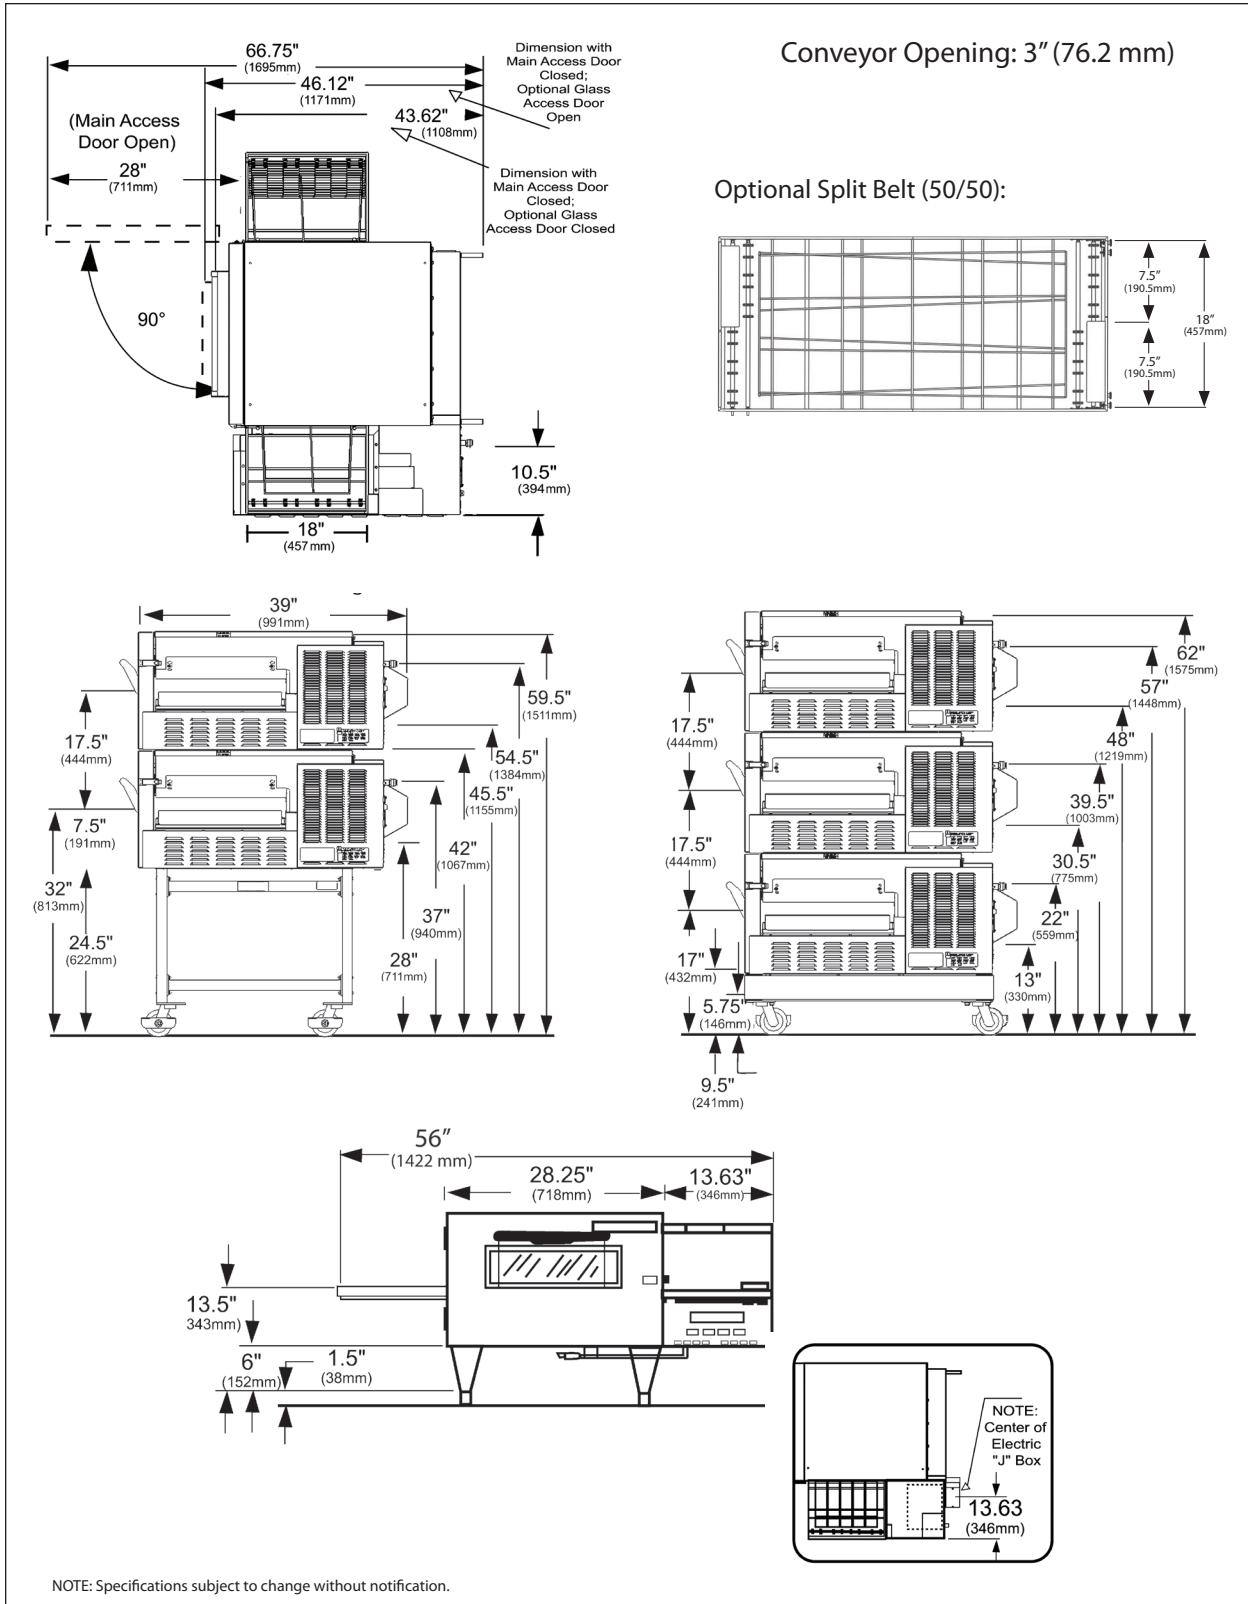 66.75"
(1695mm)
46.12"
(1171mm)
43.62"
(1108mm)
Dimension with
Main Access Door
Closed;
Optional Glass
Access Door
Open
Conveyor Opening: 3” (76.2 mm)
(Main Access
Door Open)
28"
(711mm)
Dimension with
Main Access Door
Closed;
Optional Glass
Access Door Closed
Optional Split Belt (50/50):
90°
7.5”
(190.5mm)
18”
(457mm)
7.5”
(190.5mm)
10.5"
(394mm)
18"
(457mm)
39"
(991mm)
59.5"
(1511mm)
17.5"
(444mm)
54.5"
(1384mm)
45.5"
(1155mm)
7.5"
(191mm)
42"
(1067mm)
32"
(813mm)
37"
(940mm)
24.5"
(622mm)
28"
(711mm)
62"
(1575mm)
57"
(1448mm)
17.5"
(444mm)
48"
(1219mm)
39.5"
(1003mm)
17.5"
(444mm)
30.5"
(775mm)
22"
(559mm)
17"
(432mm)
13"
(330mm)
5.75"
(146mm)
9.5"
(241mm)
56”
(1422 mm)
28.25"
(718mm)
13.63"
(346mm)
13.5"
343mm)
6"
(152mm)
1.5"
(38mm)
NOTE:
Center of
Electric
"J" Box
13.63
(346mm)
NOTE: Specifications subject to change without notification.